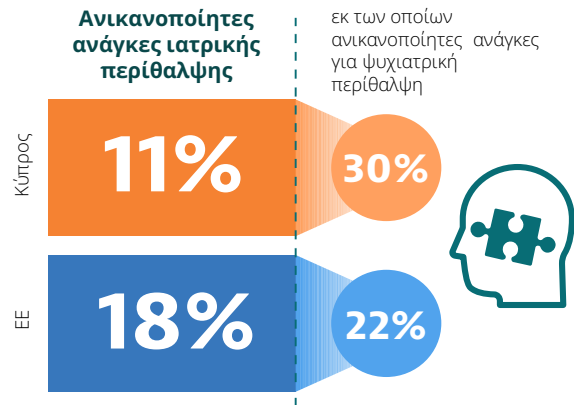 Ανικανοποίητες
ανάγκες ιατρικής
περίθαλψης
εκ των οποίων
ανικανοποίητες ανάγκες
για ψυχιατρική
περίθαλψη
Κύπρος
11%
30%
ΕΕ
18%
22%